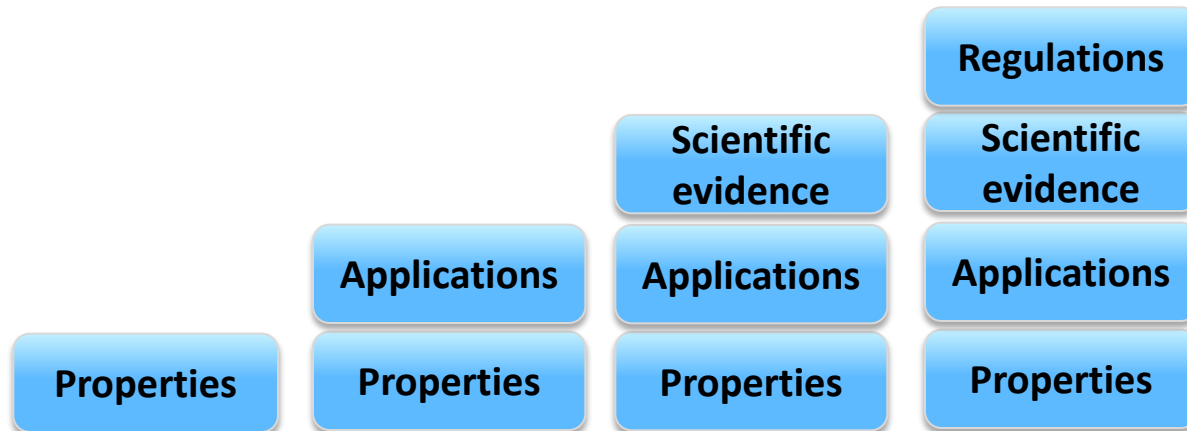 Regulations
Scientific
evidence
Scientific
evidence
Applications
Applications
Applications
Properties
Properties
Properties
Properties